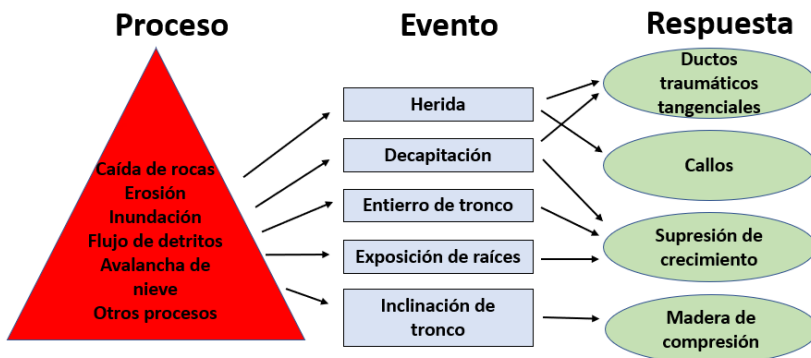 Proceso
Evento
Respuesta
Caída de rocas
Erosión
Inundación
Flujo de detritos
Avalancha de
nieve
Otros procesos
Herida
Decapitación
Entierro de tronco
Exposición de raíces
Inclinación de
tronco
Ductos
traumáticos
tangenciales
Callos
Supresión de
crecimiento
Madera de
compresión